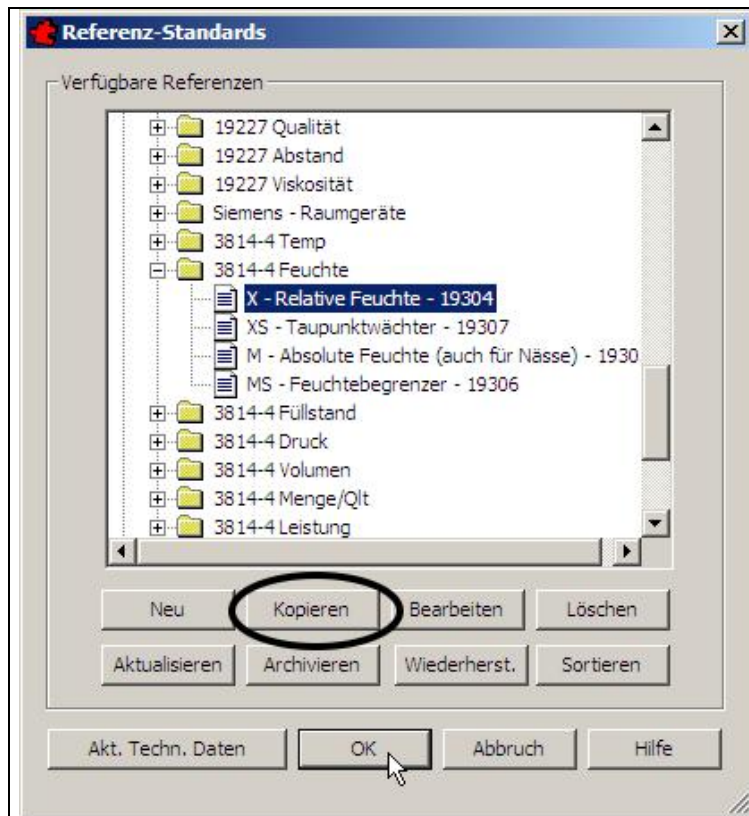 Referenz-Standards
Verfügbare Referenzen
19227 Qualität
19227 Abstand
19227 Viskosität
Siemens - Raumgeräte
3814-4 Temp
3814-4 Feuchte
X - Relative Feuchte - 19304
XS - Taupunktwächter - 19307
M - Absolute Feuchte (auch für Nässe) - 1930
MS - Feuchtebegrenzer - 19306
3814-4 Füllstand
3814-4 Druck
3814-4 Volumen
3814-4 Menge/Qlt
3814-4 Leistung
Neu Kopieren Bearbeiten Löschen
Aktualisieren Archivieren Wiederherst. Sortieren
Akt. Techn. Daten OK Abbruch Hilfe